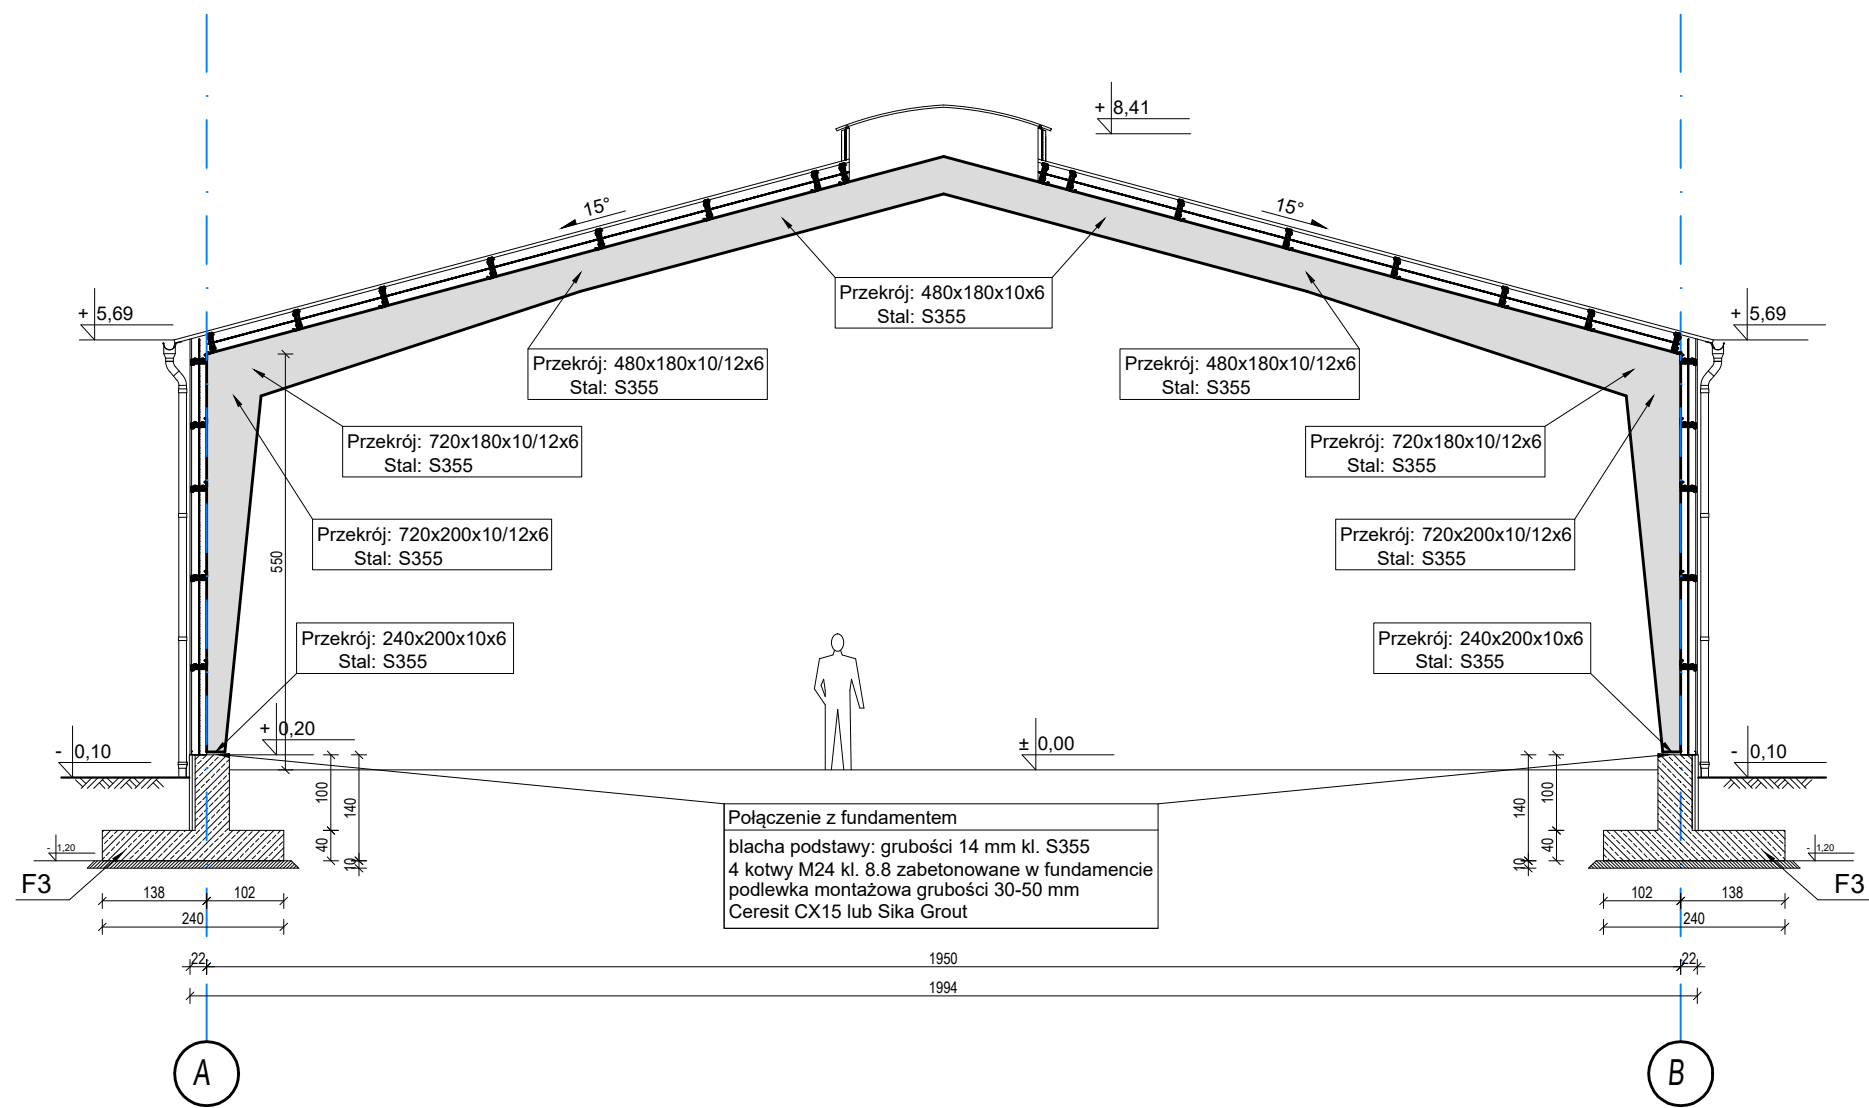 + 8,41
15°
15°
Przekrój: 480x180x10x6
Stal: S355
+ 5,69
+ 5,69
Przekrój: 480x180x10/12x6
Stal: S355
Przekrój: 480x180x10/12x6
Stal: S355
Przekrój: 720x180x10/12x6
Stal: S355
Przekrój: 720x180x10/12x6
Stal: S355
Przekrój: 720x200x10/12x6
Stal: S355
Przekrój: 720x200x10/12x6
Stal: S355
550
Przekrój: 240x200x10x6
Stal: S355
Przekrój: 240x200x10x6
Stal: S355
+ 0,20
± 0,00
- 0,10
- 0,10
100
140
40
10
140
100
40
10
Połączenie z fundamentem
blacha podstawy: grubości 14 mm kl. S355
4 kotwy M24 kl. 8.8 zabetonowane w fundamencie
podlewka montażowa grubości 30-50 mm
Ceresit CX15 lub Sika Grout
- 1,20
- 1,20
F3
F3
138
102
102
138
240
240
22
1950
22
1994
A
B